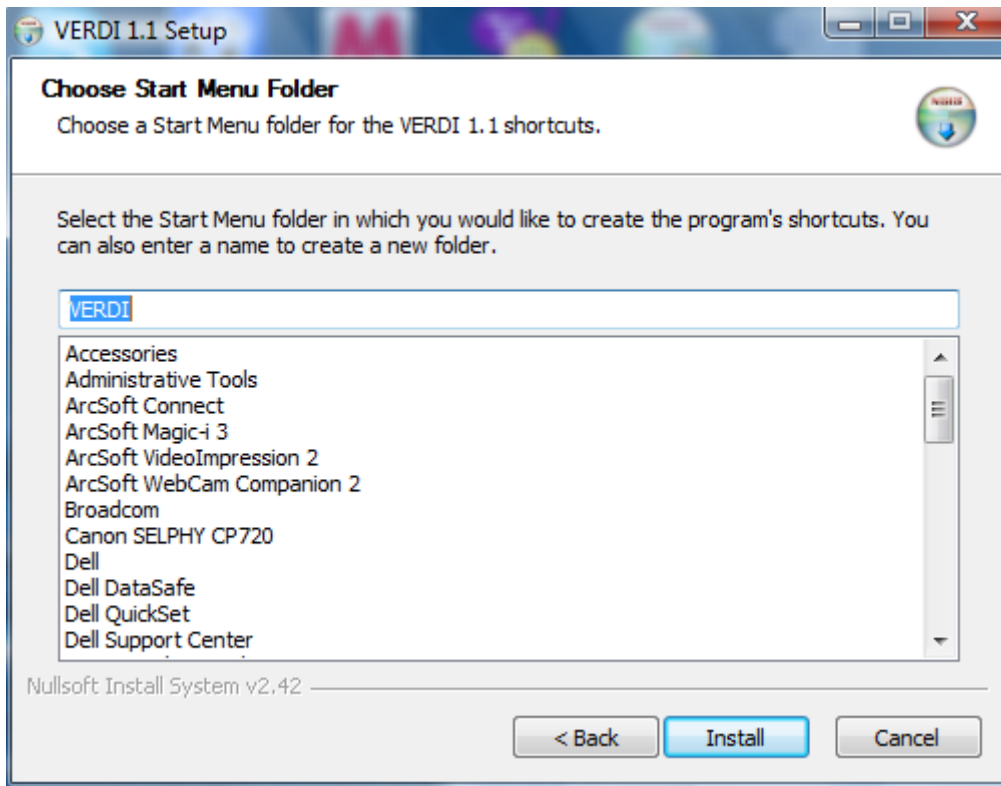 VERDI 1.1 Setup
Choose Start Menu Folder
Choose a Start Menu folder for the VERDI 1.1 shortcuts.
Select the Start Menu folder in which you would like to create the program's shortcuts. You
can also enter a name to create a new folder.
VERDI
Accessories
Administrative Tools
ArcSoft Connect
ArcSoft Magic-i 3
ArcSoft VideoImpression 2
ArcSoft WebCam Companion 2
Broadcom
Canon SELPHY CP720
Dell
Dell DataSafe
Dell QuickSet
Dell Support Center
Nullsoft Install System v2.42
< Back
Install
Cancel